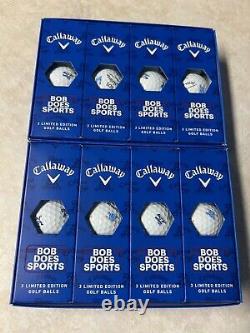 Callaway Callaway Callaway Callaway
BOB DOES SPORTS BOB DOES SPORTS BOB DOES SPORTS BOB DOES SPORTS
3 LIMITED EDITION GOLF BALLS 3 LIMITED EDITION GOLF BALLS 3 LIMITED EDITION GOLF BALLS 3 LIMITED EDITION GOLF BALLS
Callaway Callaway Callaway Callaway
BOB DOES SPORTS BOB DOES SPORTS BOB DOES SPORTS BOB DOES SPORTS
3 LIMITED EDITION GOLF BALLS 3 LIMITED EDITION GOLF BALLS 3 LIMITED EDITION GOLF BALLS 3 LIMITED EDITION GOLF BALLS